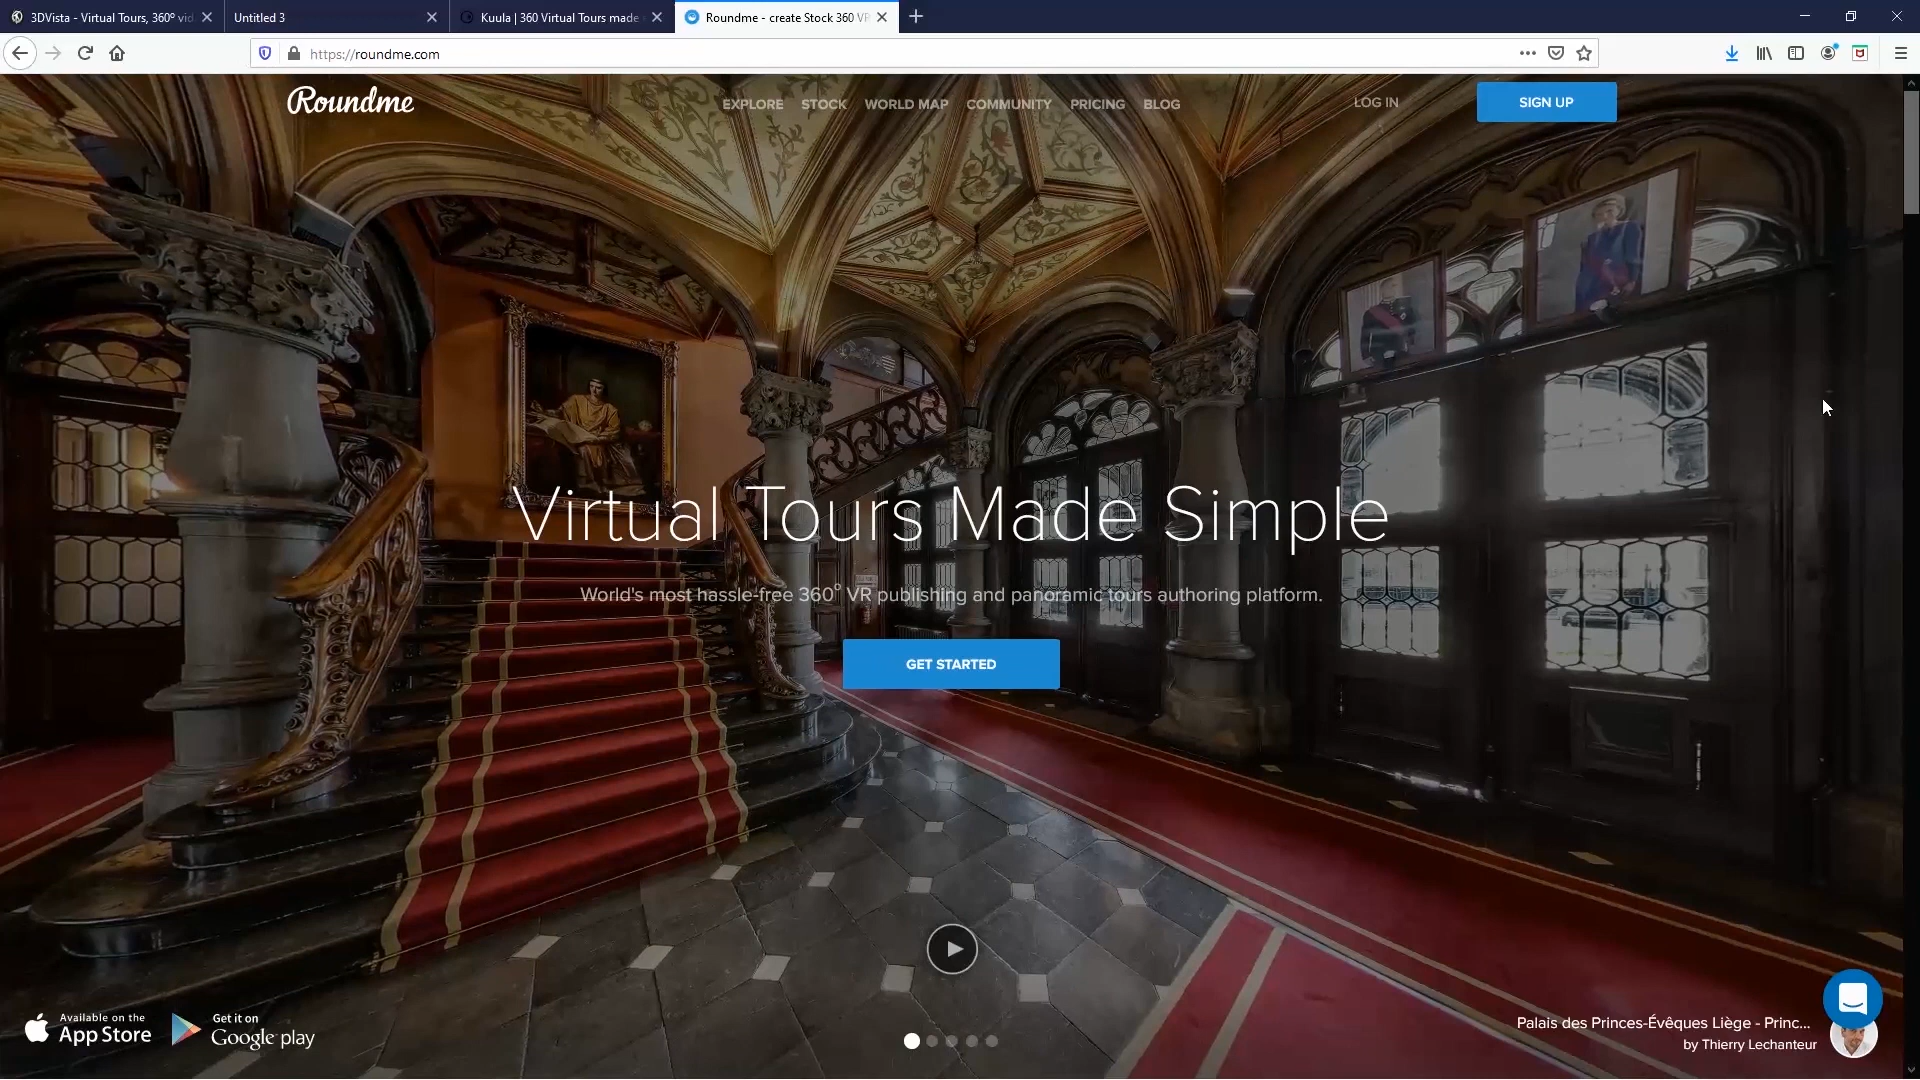 3DVista - Virtual Tours, 360º vid
Untitled 3
Kuula | 360 Virtual Tours made
Roundme - create Stock 360 VR
https://roundme.com
Roundme
EXPLORE
STOCK
WORLD MAP
COMMUNITY
PRICING
BLOG
LOG IN
SIGN UP
Virtual Tours Made Simple
World's most hassle-free 360° VR publishing and panoramic tours authoring platform.
GET STARTED
Available on the
App Store
Get it on
Google play
Palais des Princes-Évêques Liège - Princ...
by Thierry Lechanteur